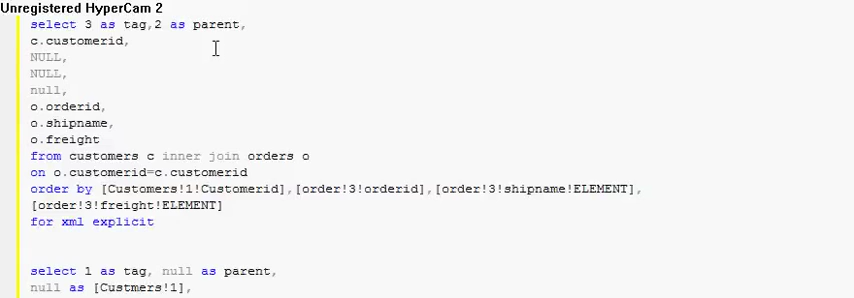 Unregistered HyperCam 2
select 3 as tag,2 as parent,
c.customerid,
NULL,
NULL,
null,
o.orderid,
o.shipname,
o.freight
from customers c inner join orders o
on o.customerid=c.customerid
order by [Customers!1!Customerid],[order!3!orderid],[order!3!shipname!ELEMENT],
[order!3!freight!ELEMENT]
for xml explicit
select 1 as tag, null as parent,
null as [Custmers!1],